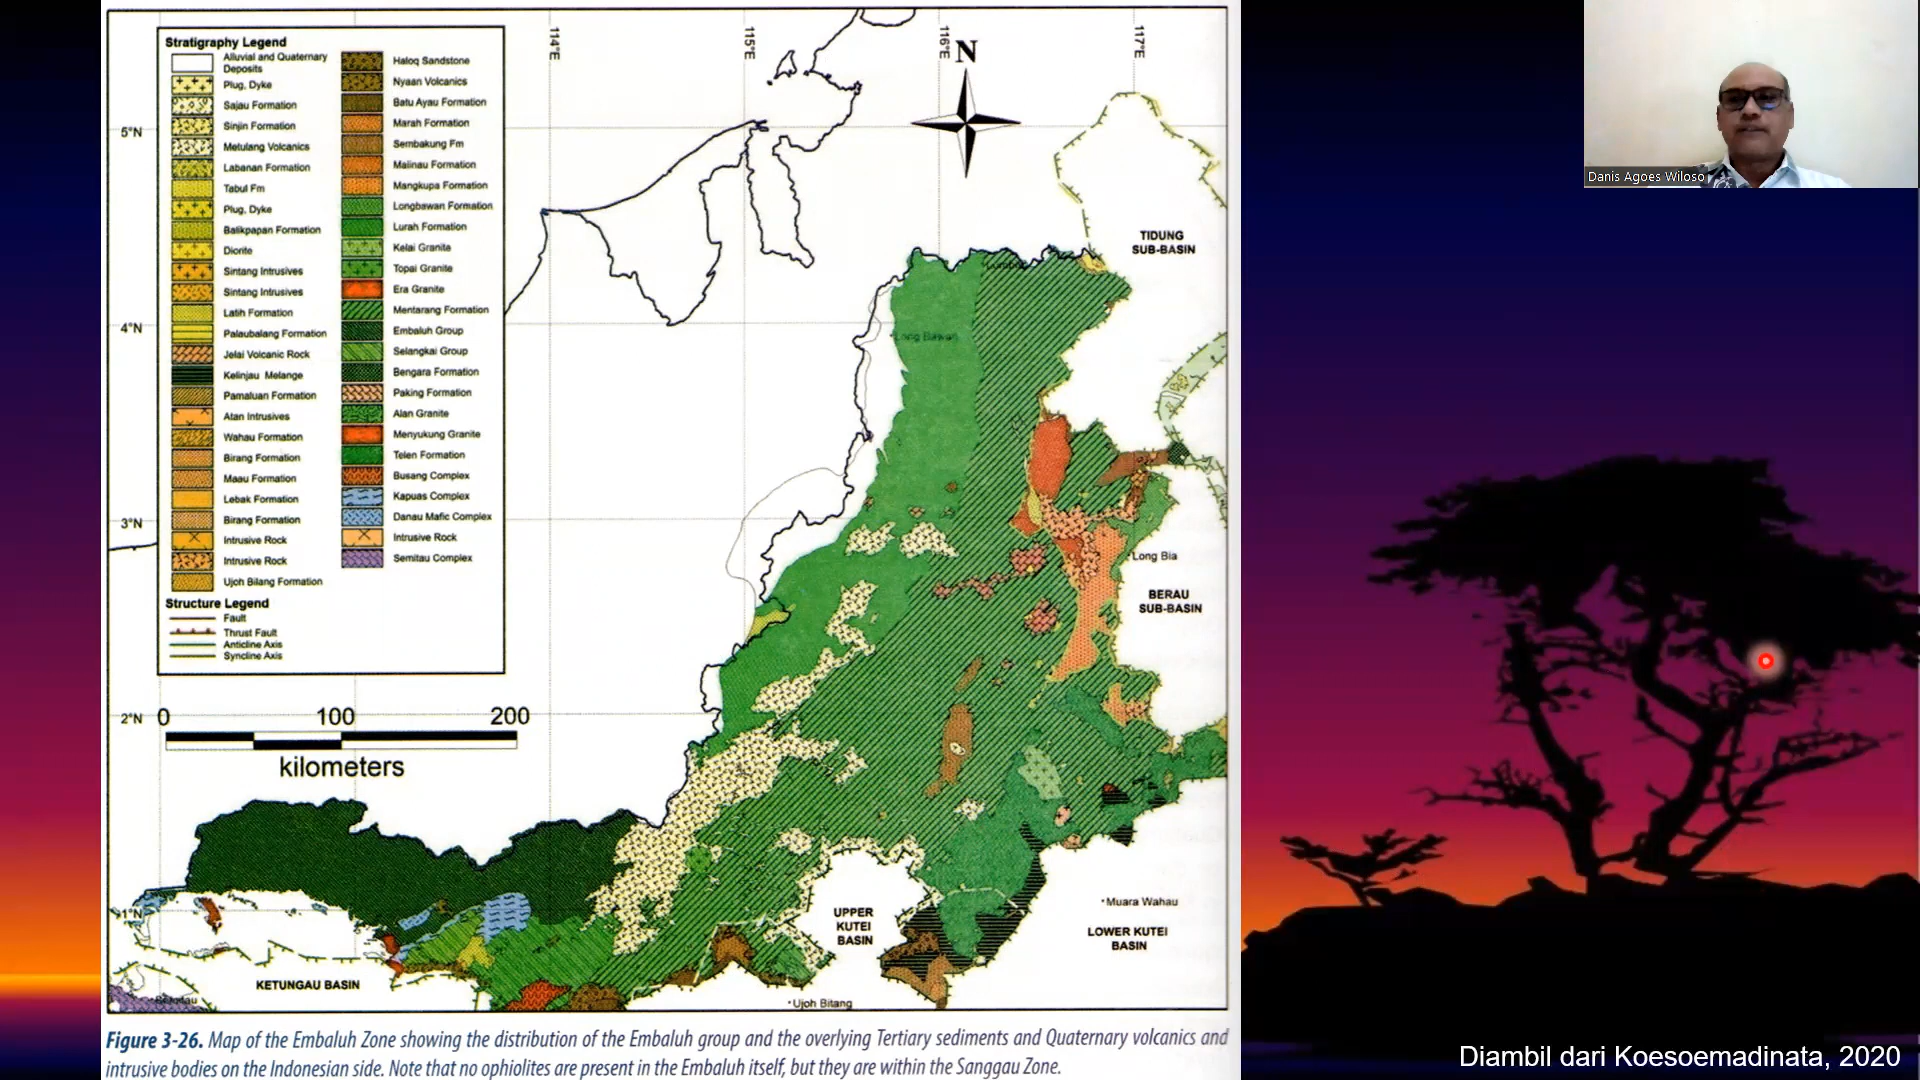 Stratigraphy Legend
Alluvial and Quaternary
Deposits
Plug, Dyke
Sajau Formation
Sinjin Formation
Metulang Volcanics
Labanan Formation
Tabul Fm
Plug, Dyke
Balikpapan Formation
Diorite
Sintang Intrusives
Sintang Intrusives
Latih Formation
Palaubalang Formation
Jelai Volcanic Rock
Kelinjau Melange
Pamaluan Formation
Atan Intrusives
Wahau Formation
Birang Formation
Maau Formation
Lebak Formation
Birang Formation
Intrusive Rock
Intrusive Rock
Ujoh Bilang Formation
Haloq Sandstone
Nyaan Volcanics
Batu Ayau Formation
Marah Formation
Sembakung Fm
Malinau Formation
Mangkupa Formation
Longbawan Formation
Lurah Formation
Kelai Granite
Topai Granite
Era Granite
Mentarang Formation
Embaluh Group
Selangkai Group
Bengara Formation
Paking Formation
Alan Granite
Menyukung Granite
Telen Formation
Busang Complex
Kapuas Complex
Danau Mafic Complex
Intrusive Rock
Semitau Complex
Structure Legend
Fault
Thrust Fault
Anticline Axis
Syncline Axis
0 100 200
kilometers
114°E
115°E
116°E
117°E
N
5°N
4°N
3°N
2°N
1°N
TIDUNG
SUB-BASIN
Long Bawan
Long Bia
BERAU
SUB-BASIN
Muara Wahau
UPPER
KUTEI
BASIN
LOWER KUTEI
BASIN
KETUNGAU BASIN
Ujoh Bitang
Figure 3-26. Map of the Embaluh Zone showing the distribution of the Embaluh group and the overlying Tertiary sediments and Quaternary volcanics and
intrusive bodies on the Indonesian side. Note that no ophiolites are present in the Embaluh itself, but they are within the Sanggau Zone.
Danis Agoes Wiloso
Diambil dari Koesoemadinata, 2020